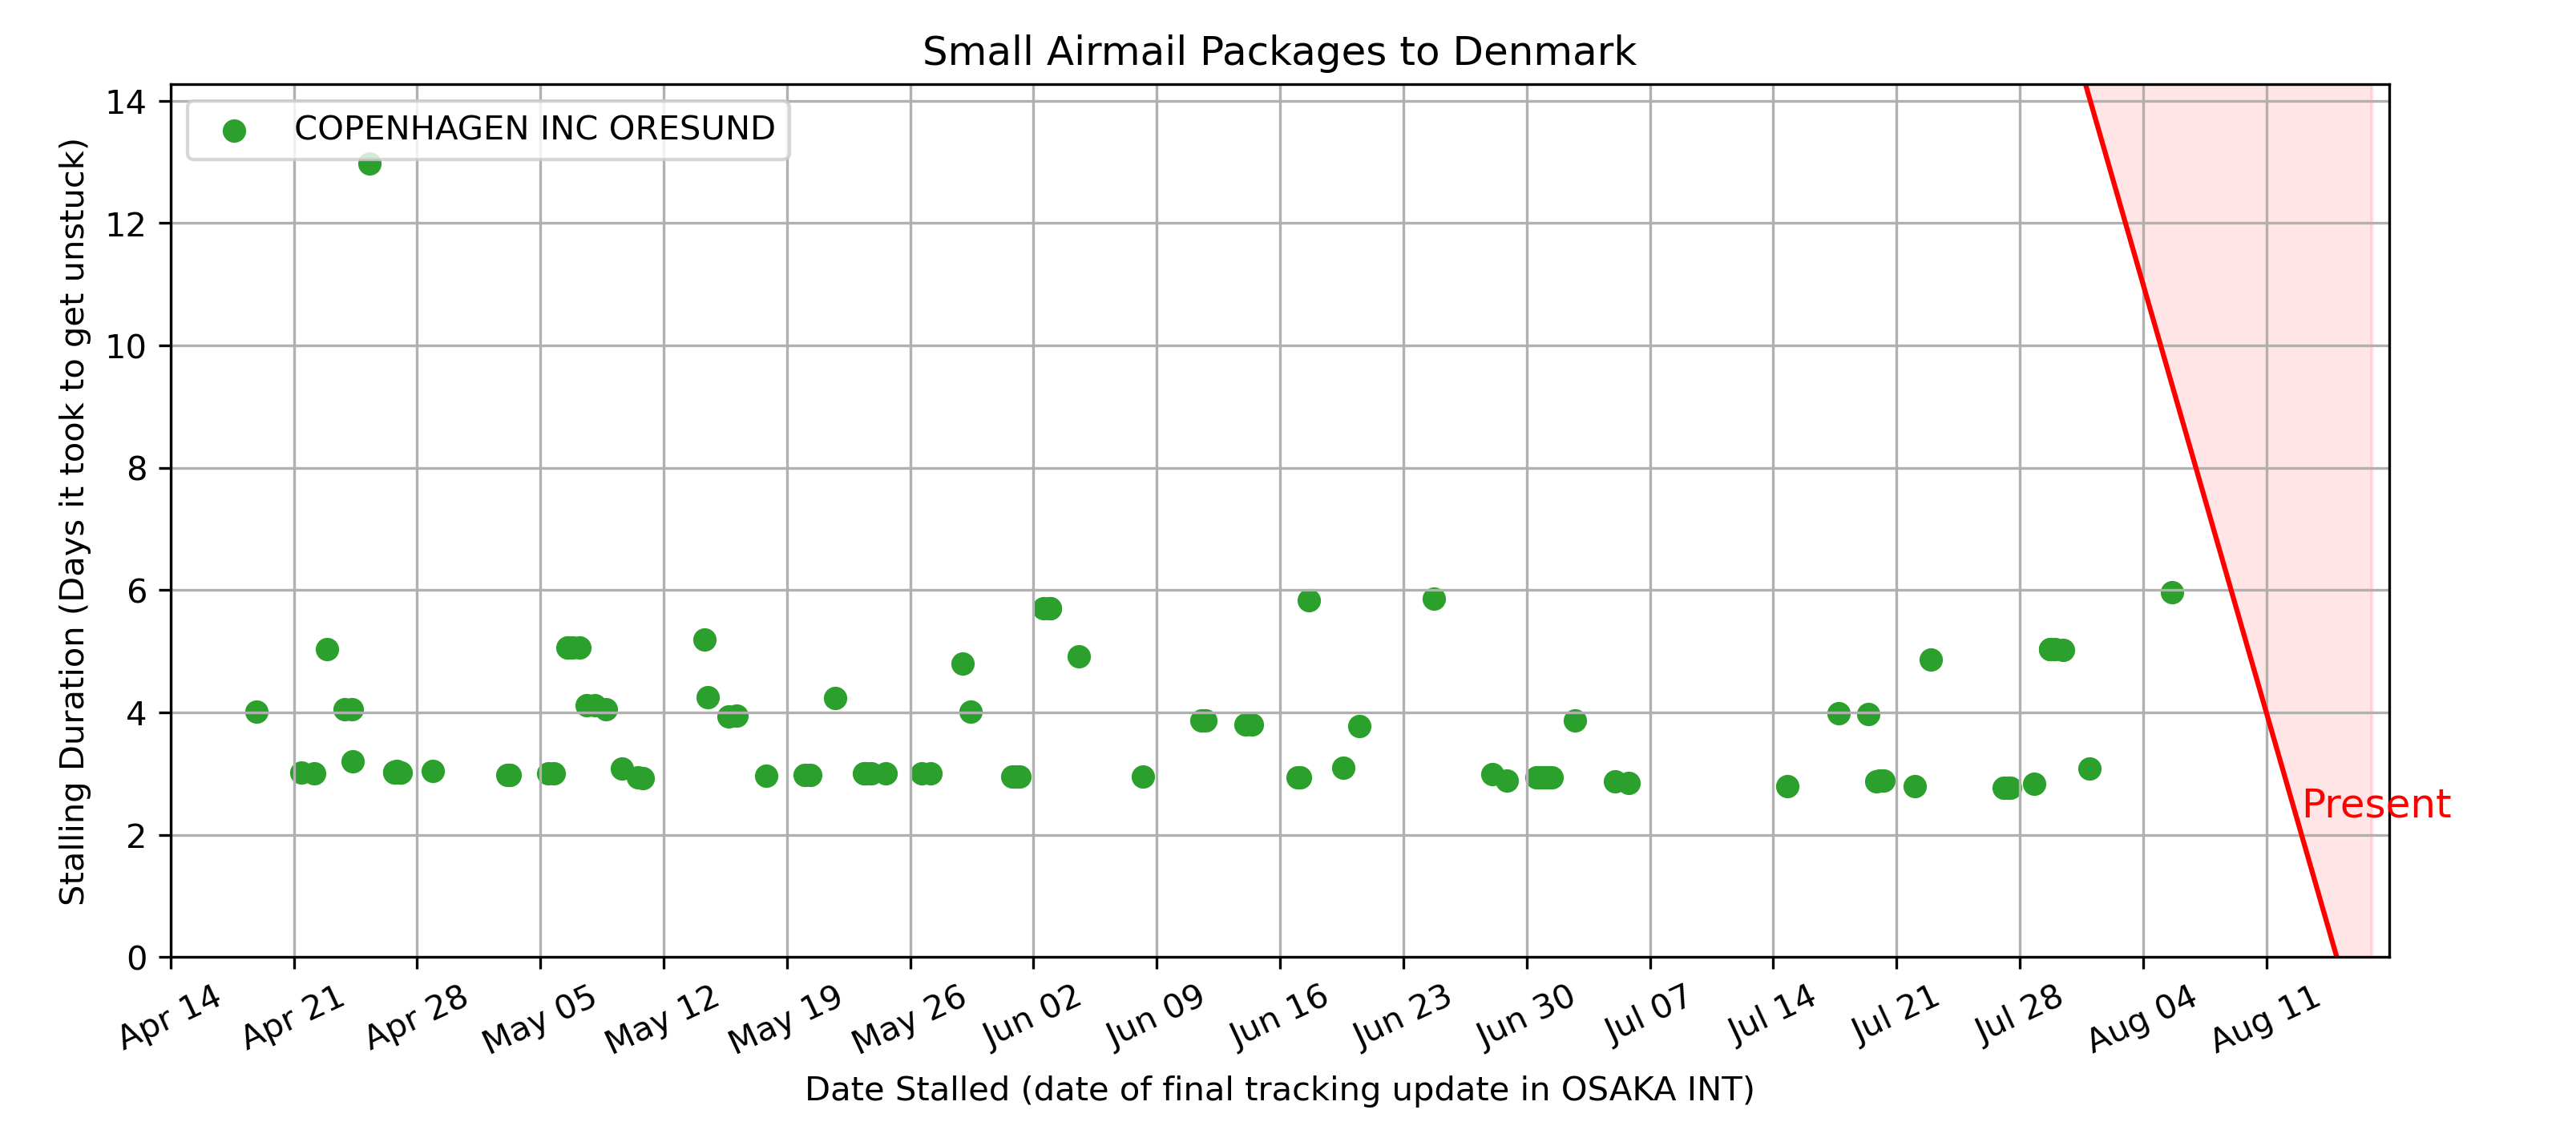 Small Airmail Packages to Denmark
COPENHAGEN INC ORESUND
Stalling Duration (Days it took to get unstuck)
14
12
10
8
6
4
2
0
Present
Apr 14
Apr 21
Apr 28
May 05
May 12
May 19
May 26
Jun 02
Jun 09
Jun 16
Jun 23
Jun 30
Jul 07
Jul 14
Jul 21
Jul 28
Aug 04
Aug 11
Date Stalled (date of final tracking update in OSAKA INT)